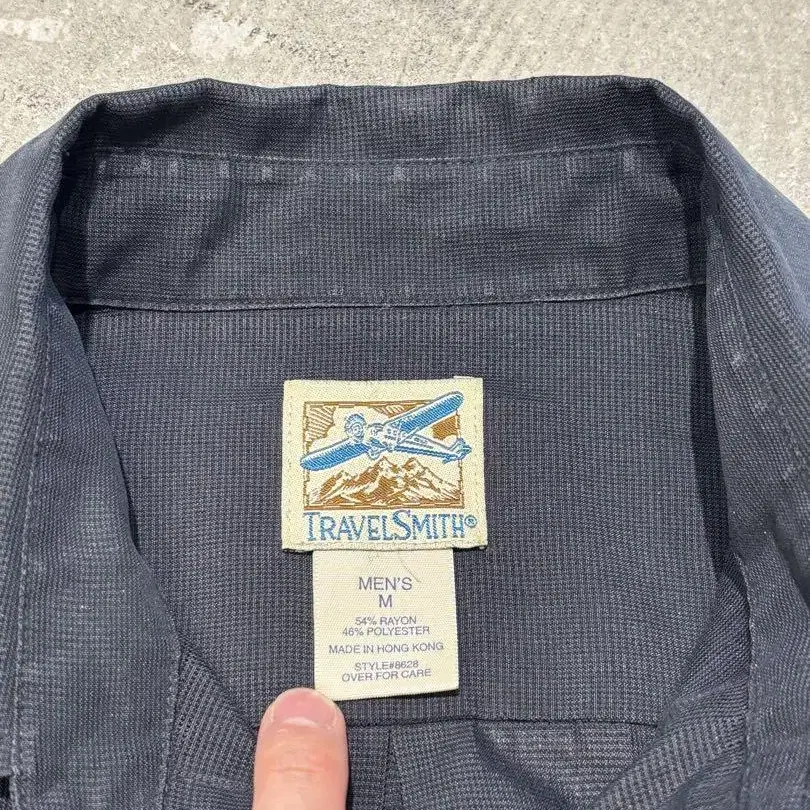 TRAVELSMITH®
MEN'S
M
54% RAYON
46% POLYESTER
MADE IN HONG KONG
STYLE#8628
OVER FOR CARE